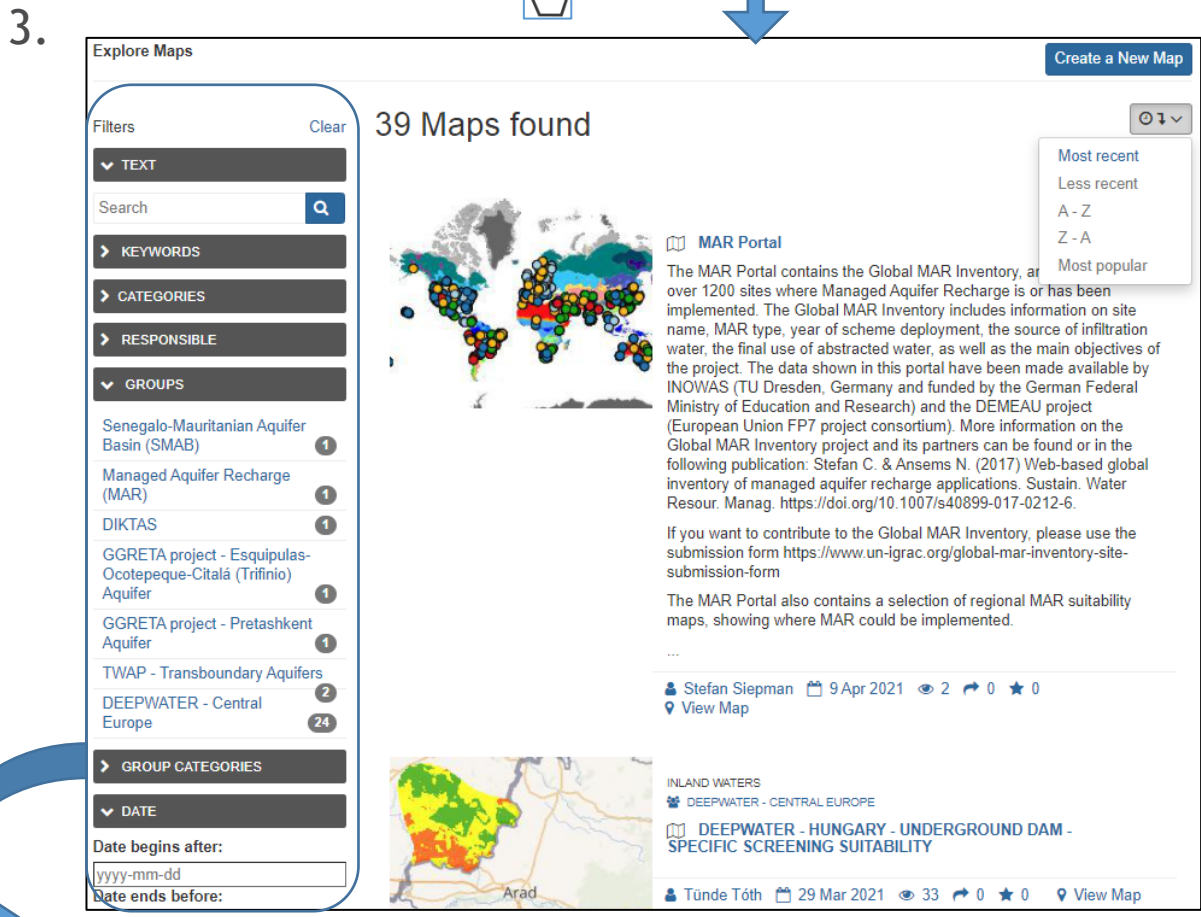 3.
Explore Maps
Create a New Map
Filters
Clear
TEXT
Search
KEYWORDS
CATEGORIES
RESPONSIBLE
GROUPS
Senegalo-Mauritanian Aquifer
Basin (SMAB)
1
Managed Aquifer Recharge
(MAR)
1
DIKTAS
1
GGRETA project - Esquipulas-
Ocotepeque-Citalá (Trifinio)
Aquifer
1
GGRETA project - Pretashkent
Aquifer
1
TWAP - Transboundary Aquifers
2
DEEPWATER - Central
Europe
24
GROUP CATEGORIES
DATE
Date begins after:
yyyy-mm-dd
Date ends before:
39 Maps found
Most recent
Less recent
A - Z
Z - A
Most popular
MAR Portal
The MAR Portal contains the Global MAR Inventory,
over 1200 sites where Managed Aquifer Recharge is or has been
implemented. The Global MAR Inventory includes information on site
name, MAR type, year of scheme deployment, the source of infiltration
water, the final use of abstracted water, as well as the main objectives of
the project. The data shown in this portal have been made available by
INOWAS (TU Dresden, Germany and funded by the German Federal
Ministry of Education and Research) and the DEMEAU project
(European Union FP7 project consortium). More information on the
Global MAR Inventory project and its partners can be found or in the
following publication: Stefan C. & Ansems N. (2017) Web-based global
inventory of managed aquifer recharge applications. Sustain. Water
Resour. Manag. https://doi.org/10.1007/s40899-017-0212-6.
If you want to contribute to the Global MAR Inventory, please use the
submission form https://www.un-igrac.org/global-mar-inventory-site-
submission-form
The MAR Portal also contains a selection of regional MAR suitability
maps, showing where MAR could be implemented.
...
Stefan Siepman 9 Apr 2021 2 0 0
View Map
Arad
INLAND WATERS
DEEPWATER - CENTRAL EUROPE
DEEPWATER - HUNGARY - UNDERGROUND DAM -
SPECIFIC SCREENING SUITABILITY
Tünde Tóth 29 Mar 2021 33 0 0 View Map